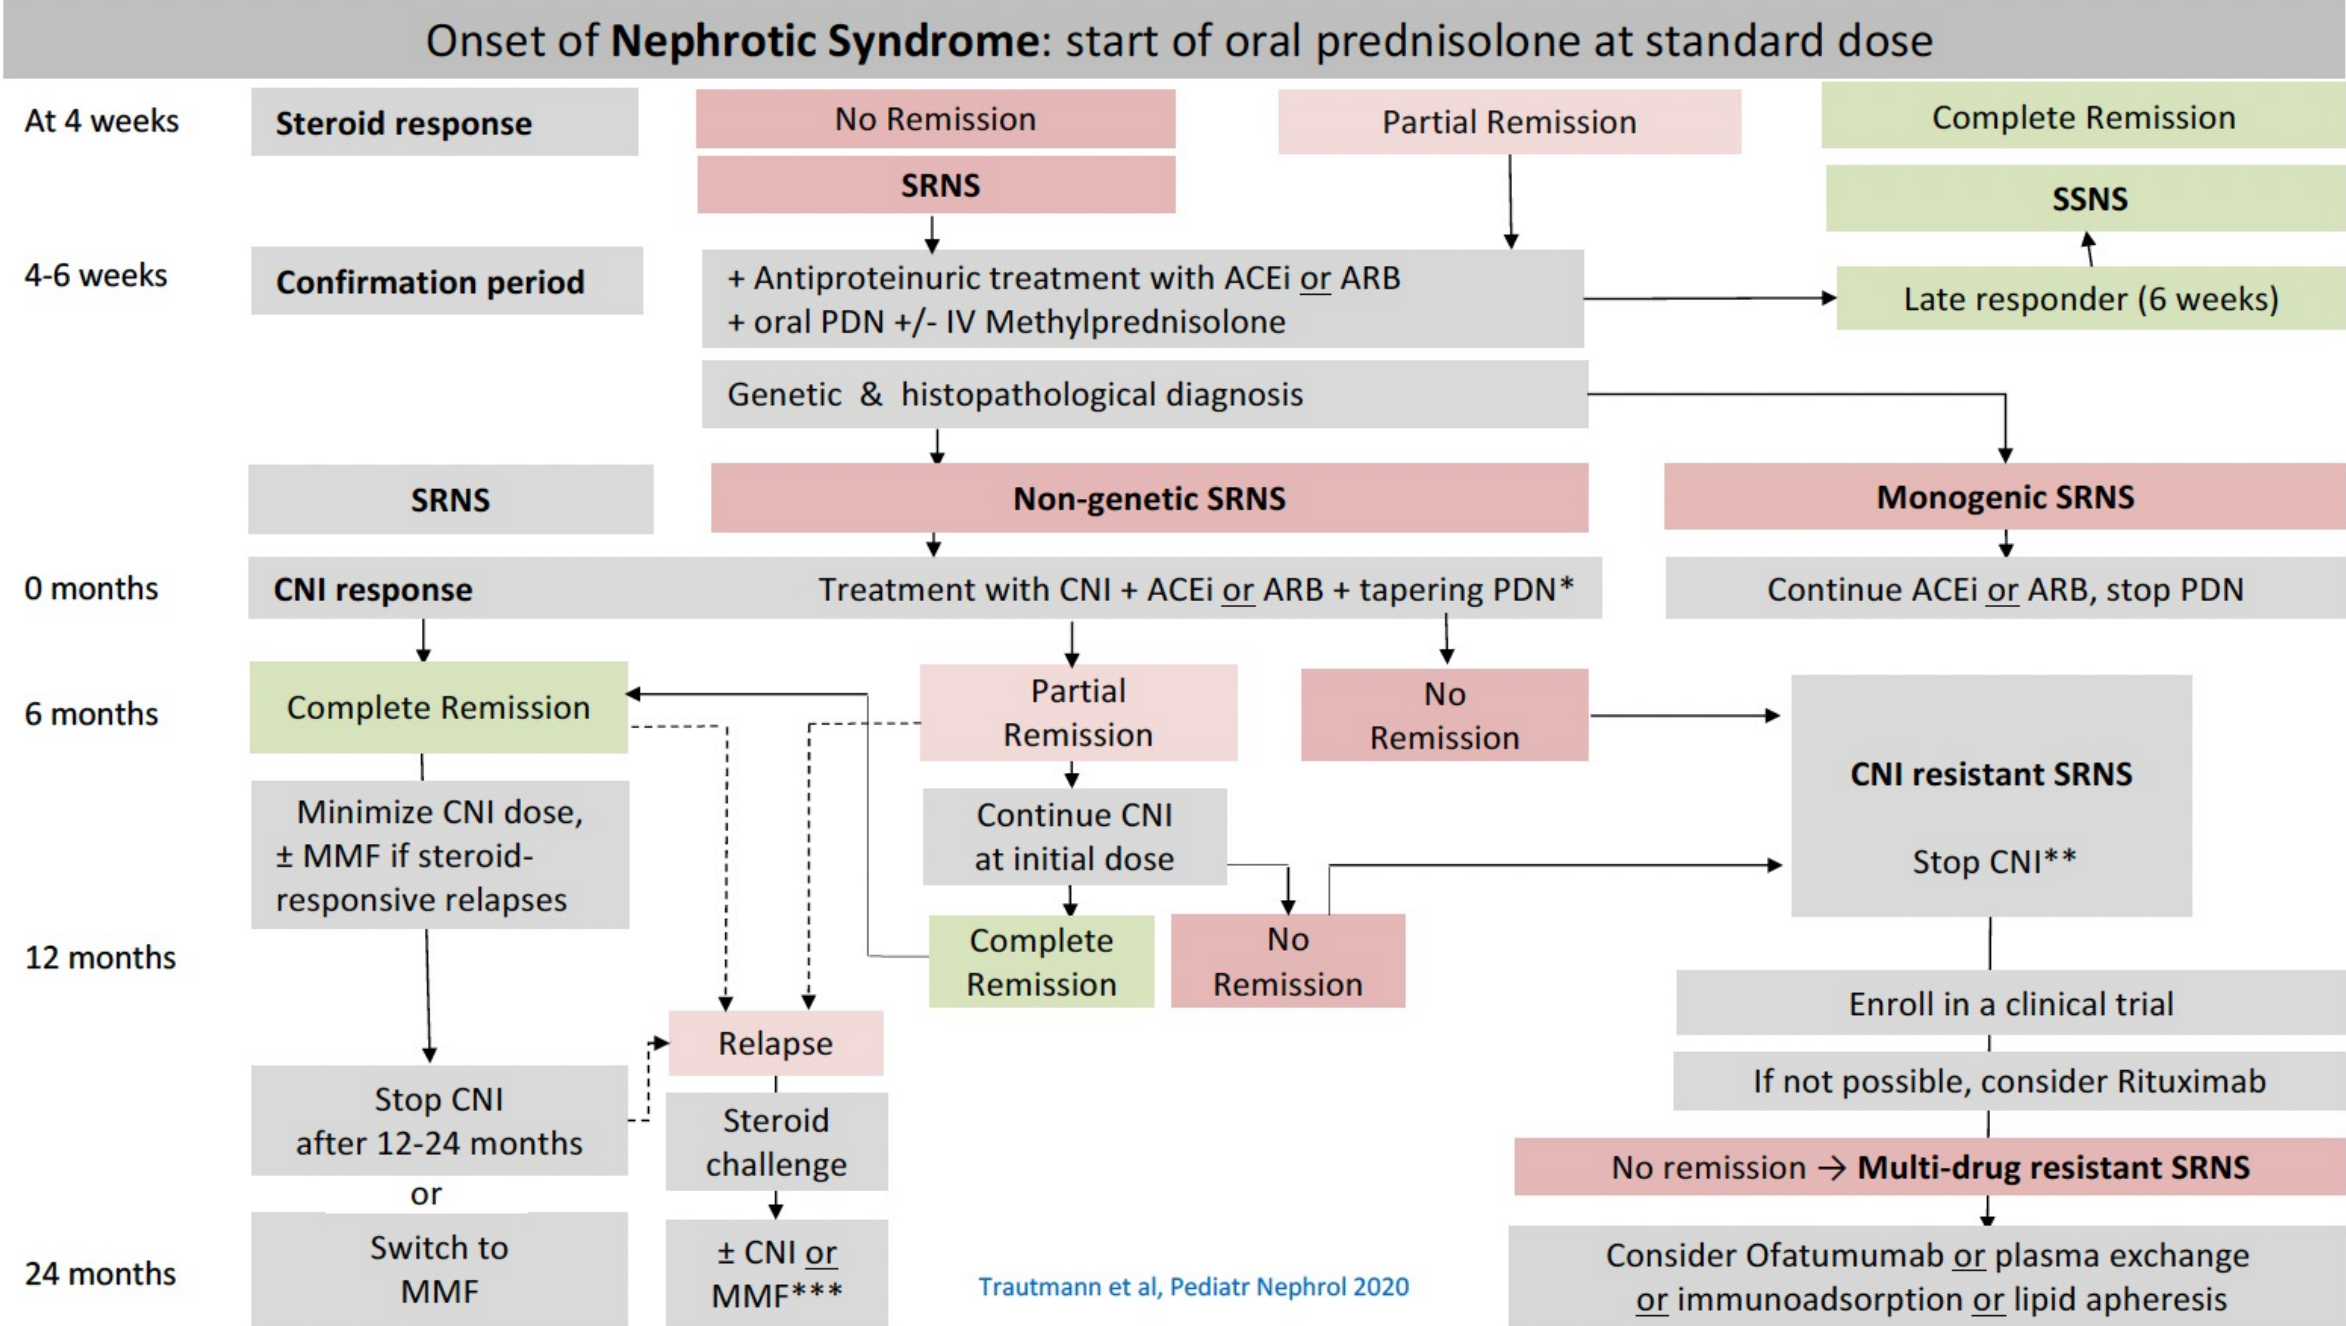 Onset of Nephrotic Syndrome: start of oral prednisolone at standard dose
At 4 weeks
Steroid response
No Remission
Partial Remission
Complete Remission
SRNS
SSNS
4-6 weeks
Confirmation period
+ Antiproteinuric treatment with ACEi or ARB
+ oral PDN +/- IV Methylprednisolone
Late responder (6 weeks)
Genetic & histopathological diagnosis
SRNS
Non-genetic SRNS
Monogenic SRNS
0 months
CNI response
Treatment with CNI + ACEi or ARB + tapering PDN*
Continue ACEi or ARB, stop PDN
6 months
Complete Remission
Partial
Remission
No
Remission
CNI resistant SRNS
Stop CNI**
Minimize CNI dose,
± MMF if steroid-
responsive relapses
Continue CNI
at initial dose
12 months
Complete
Remission
No
Remission
Enroll in a clinical trial
Relapse
If not possible, consider Rituximab
Stop CNI
after 12-24 months
or
Steroid
challenge
No remission → Multi-drug resistant SRNS
24 months
Switch to
MMF
± CNI or
MMF***
Trautmann et al, Pediatr Nephrol 2020
Consider Ofatumumab or plasma exchange
or immunoadsorption or lipid apheresis